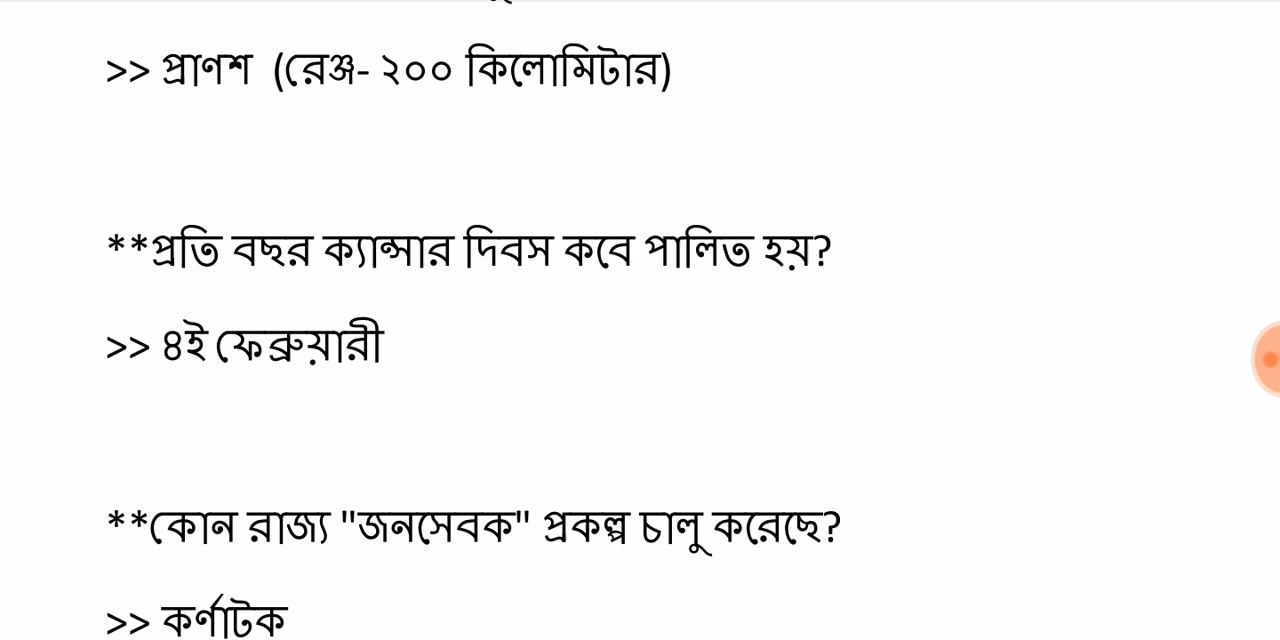 >> প্রাণশ (রেঞ্জ- ২০০ কিলোমিটার)
**প্রতি বছর ক্যান্সার দিবস কবে পালিত হয়?
>> ৪ই ফেব্রুয়ারী
**কোন রাজ্য "জনসেবক" প্রকল্প চালু করেছে?
>> কর্ণাটক